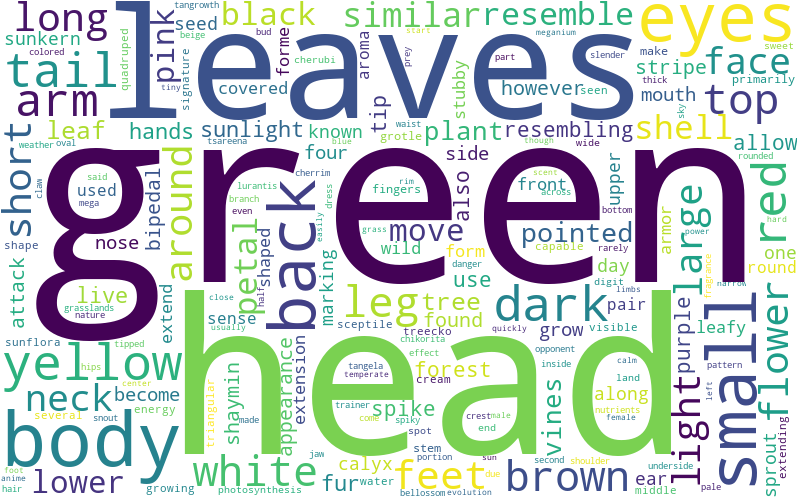 long
sunkern
tail
arm
quadruped
tangrowth
seed
beige
pink
tiny
signature
leaves
bud
black
cherubi
covered
forme
aroma
similar
prey
stubby
start
meganium
resemble
slender
however
part
seen
colored
eyes
make
stripe
thick
mouth
sky
sweet
primarily
face
top
short
leaf
weather
oval
claw
hands
said
mega
used
nose
shape
bipedal
around
sunlight
tsareena
lurantis
branch
even
known
four
cherrim
blue
tip
waist
grotle
rim
fingers
dress
easily
plant
side
also
though
scent
across
resembling
wide
front
upper
shell
allow
rounded
hard
power
armor
bottom
rarely
red
green
attack
live
grasslands
nature
extend
petal
half
shaped
back
marking
wild
move
grass
danger
form
use
capable
pointed
day
digit
large
fragrance
narrow
one
round
sunflora
yellow
tipped
hips
close
sense
usually
appearance
extension
sceptile
leg
treecko
chikorita
effect
tangela
temperate
cream
tree
found
quickly
forest
dark
opponent
grow
inside
limbs
pair
visible
calm
land
purple
leafy
pattern
left
small
flower
head
neck
become
center
several
energy
body
snout
foot
anime
hair
lower
growing
triangular
shaymin
made
white
photosynthesis
fur
jaw
water
calyx
trainer
cone
spike
spiky
spot
stem
portion
bellossom
evolution
feet
crest
male
end
sun
due
vines
second
brown
shoulder
along
nutrients
female
ear
underside
middle
light
pale
sprout
extending